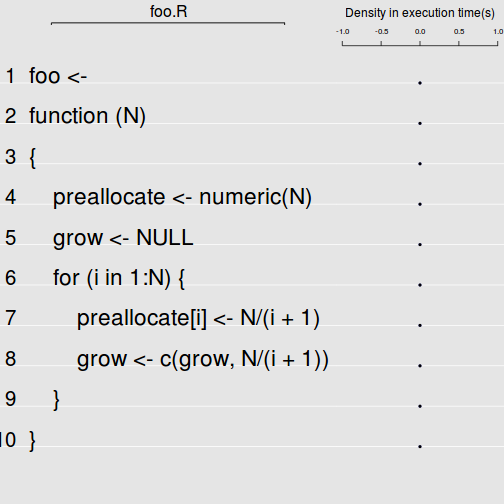 foo.R
Density in execution time(s)
-1.0 -0.5 0.0 0.5 1.0
1 foo <-
2 function (N)
3 {
4 preallocate <- numeric(N)
5 grow <- NULL
6 for (i in 1:N) {
7 preallocate[i] <- N/(i + 1)
8 grow <- c(grow, N/(i + 1))
9 }
10 }